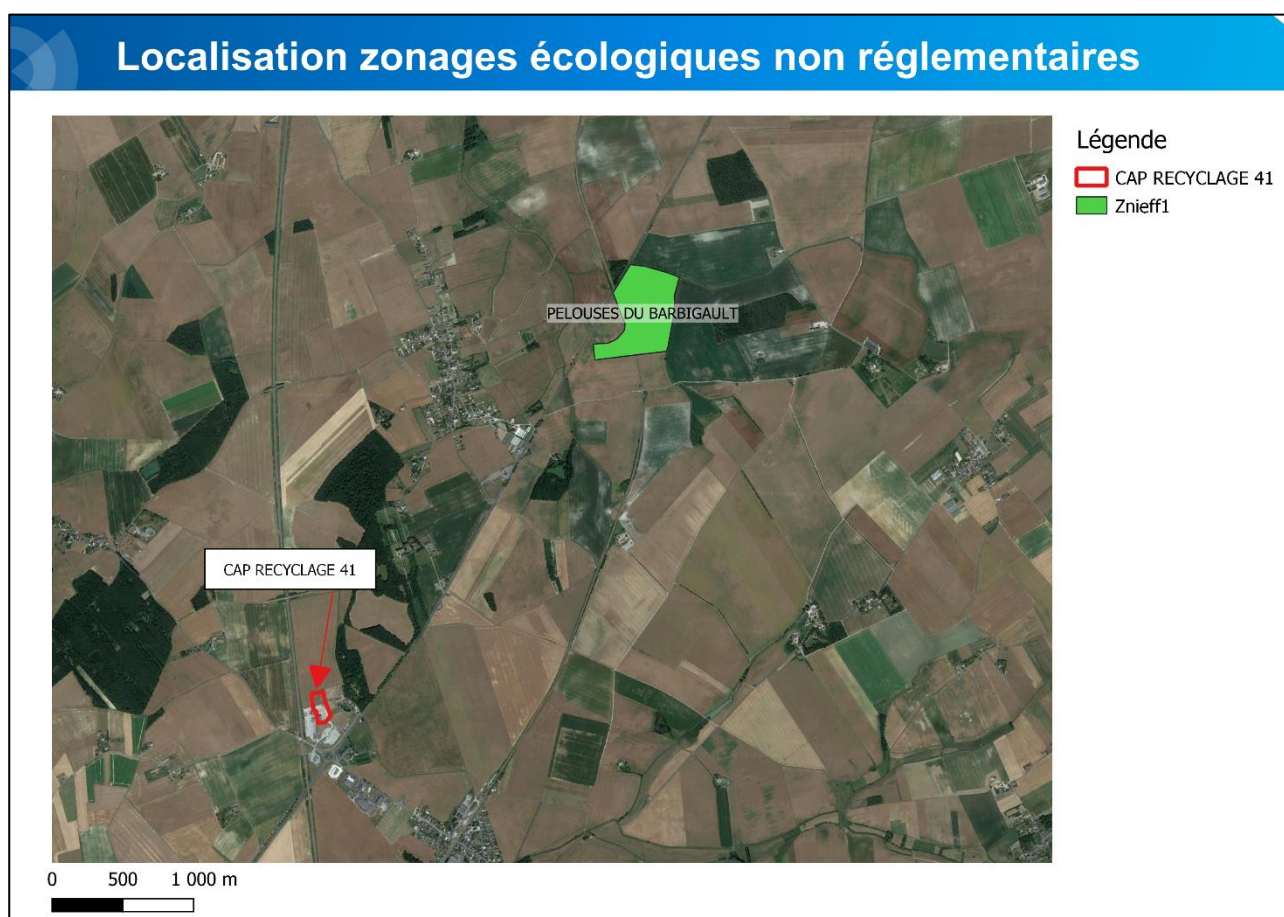 Localisation zonages écologiques non réglementaires
Légende
CAP RECYCLAGE 41
Znieff1
PELOUSES DU BARBIGAULT
CAP RECYCLAGE 41
0 500 1 000 m